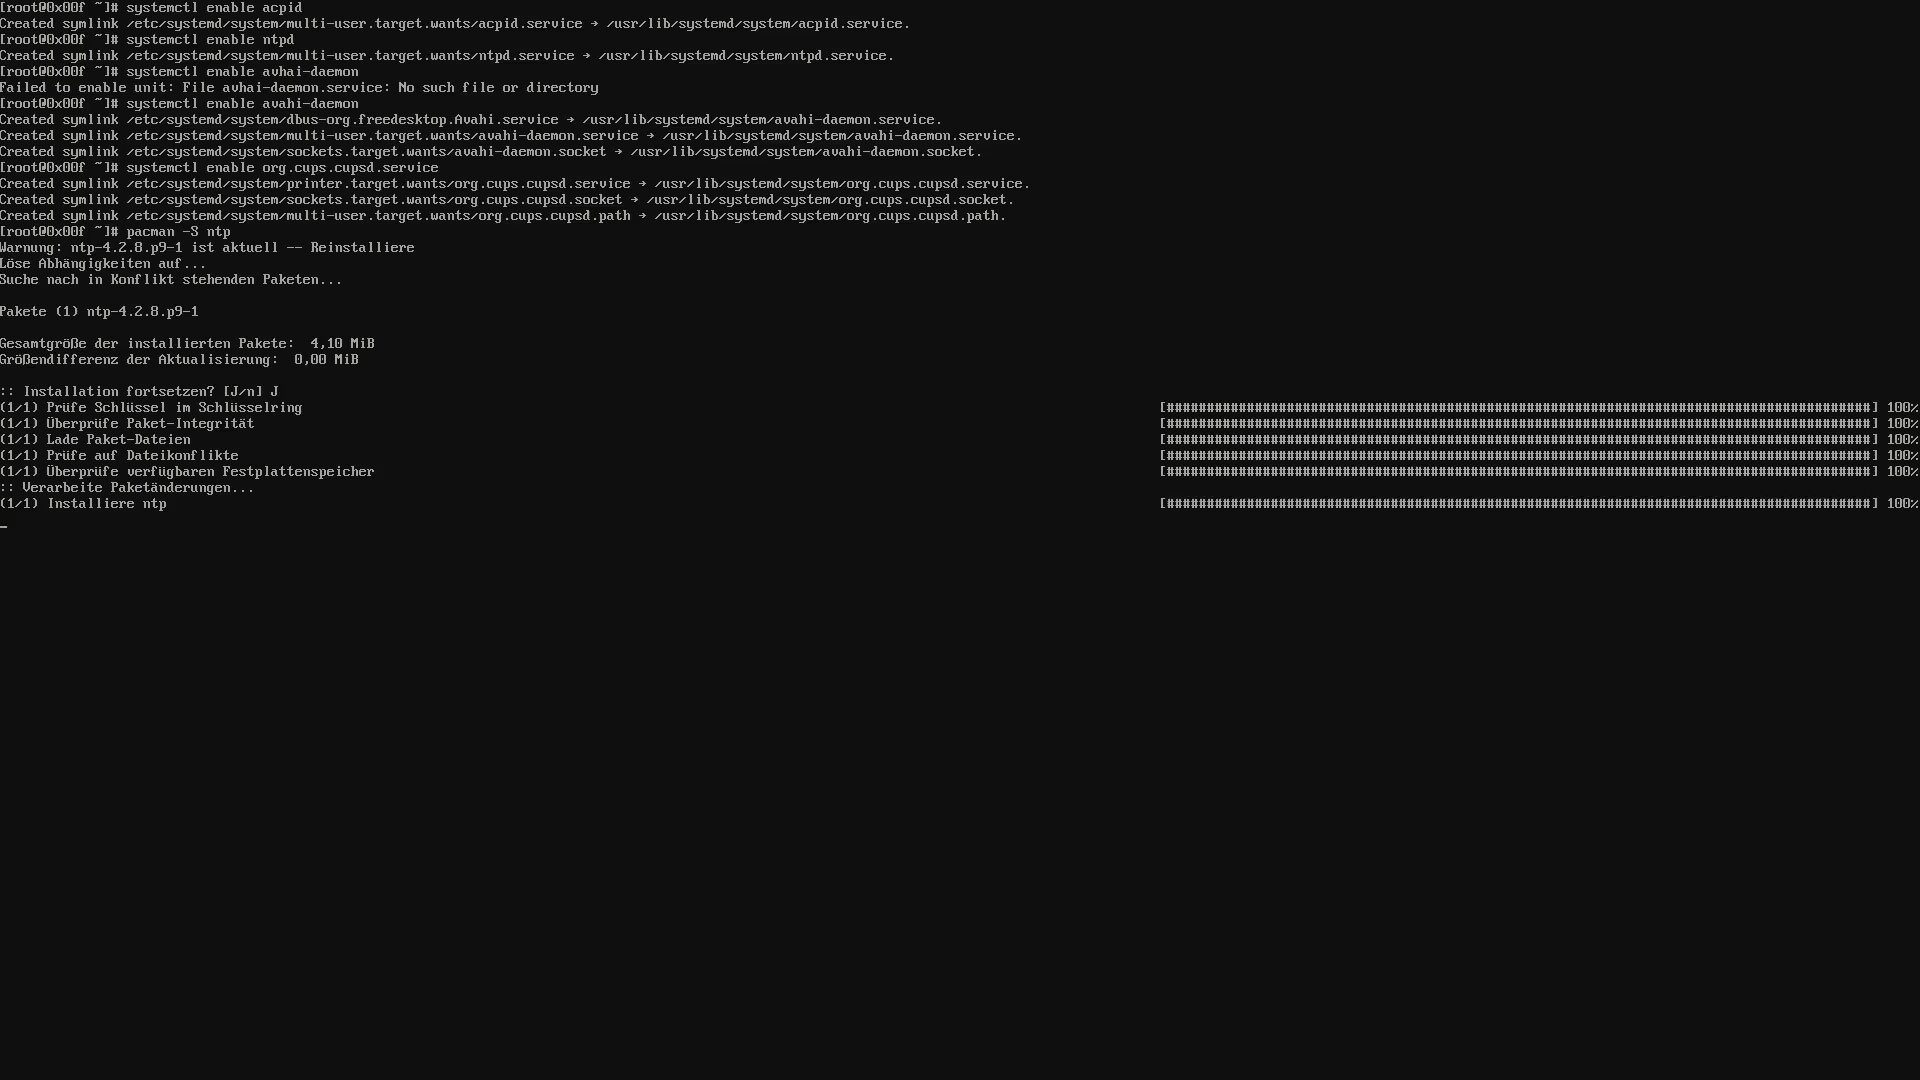 [root@0x00f ~]# systemctl enable acpid
Created symlink /etc/systemd/system/multi-user.target.wants/acpid.service → /usr/lib/systemd/system/acpid.service.
[root@0x00f ~]# systemctl enable ntpd
Created symlink /etc/systemd/system/multi-user.target.wants/ntpd.service → /usr/lib/systemd/system/ntpd.service.
[root@0x00f ~]# systemctl enable avhai-daemon
Failed to enable unit: File avhai-daemon.service: No such file or directory
[root@0x00f ~]# systemctl enable avahi-daemon
Created symlink /etc/systemd/system/dbus-org.freedesktop.Avahi.service → /usr/lib/systemd/system/avahi-daemon.service.
Created symlink /etc/systemd/system/multi-user.target.wants/avahi-daemon.service → /usr/lib/systemd/system/avahi-daemon.service.
Created symlink /etc/systemd/system/sockets.target.wants/avahi-daemon.socket → /usr/lib/systemd/system/avahi-daemon.socket.
[root@0x00f ~]# systemctl enable org.cups.cupsd.service
Created symlink /etc/systemd/system/printer.target.wants/org.cups.cupsd.service → /usr/lib/systemd/system/org.cups.cupsd.service.
Created symlink /etc/systemd/system/sockets.target.wants/org.cups.cupsd.socket → /usr/lib/systemd/system/org.cups.cupsd.socket.
Created symlink /etc/systemd/system/multi-user.target.wants/org.cups.cupsd.path → /usr/lib/systemd/system/org.cups.cupsd.path.
[root@0x00f ~]# pacman -S ntp
Warnung: ntp-4.2.8.p9-1 ist aktuell -- Reinstalliere
Löse Abhängigkeiten auf...
Suche nach in Konflikt stehenden Paketen...
Pakete (1) ntp-4.2.8.p9-1
Gesamtgröße der installierten Pakete:  4,10 MiB
Größendifferenz der Aktualisierung:  0,00 MiB
:: Installation fortsetzen? [J/n] J
(1/1) Prüfe Schlüssel im Schlüsselring [########################################################################################] 100%
(1/1) Überprüfe Paket-Integrität [########################################################################################] 100%
(1/1) Lade Paket-Dateien [########################################################################################] 100%
(1/1) Prüfe auf Dateikonflikte [########################################################################################] 100%
(1/1) Überprüfe verfügbaren Festplattenspeicher [########################################################################################] 100%
:: Verarbeite Paketänderungen...
(1/1) Installiere ntp [########################################################################################] 100%
_